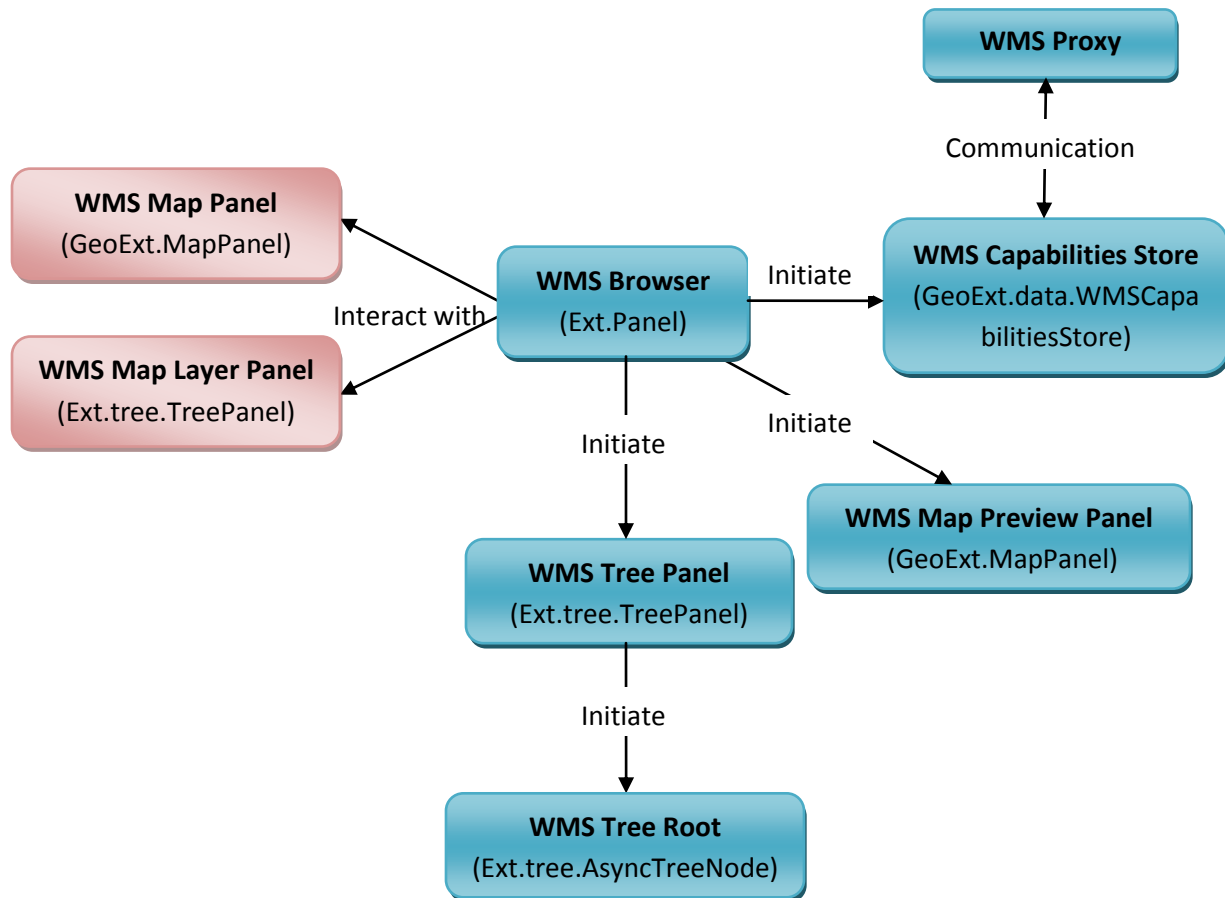 WMS Proxy
Communication
WMS Map Panel
(GeoExt.MapPanel)
WMS Browser
(Ext.Panel)
Initiate
WMS Capabilities Store
(GeoExt.data.WMSCapa
bilitiesStore)
Interact with
WMS Map Layer Panel
(Ext.tree.TreePanel)
Initiate
Initiate
WMS Map Preview Panel
(GeoExt.MapPanel)
WMS Tree Panel
(Ext.tree.TreePanel)
Initiate
WMS Tree Root
(Ext.tree.AsyncTreeNode)